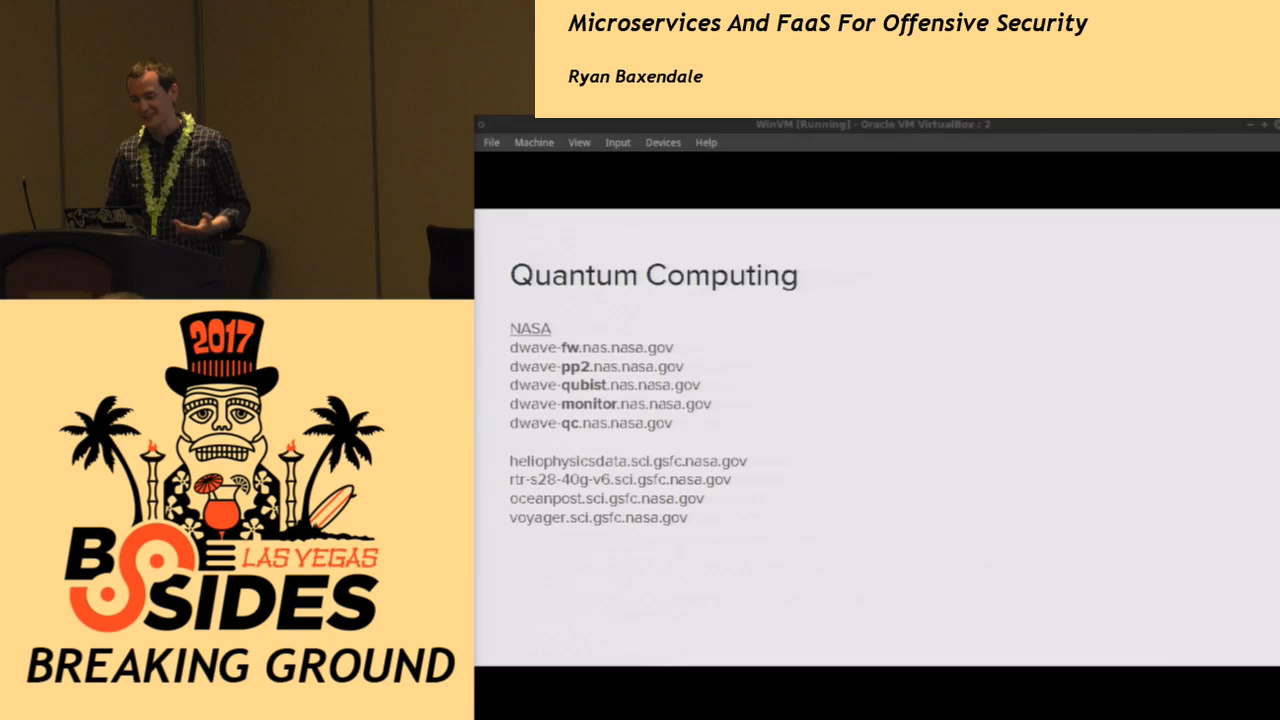 Microservices And FaaS For Offensive Security
Ryan Baxendale
WinVM [Running] - Oracle VM VirtualBox : 2
File Machine View Input Devices Help
Quantum Computing
NASA
dwave-fw.nas.nasa.gov
dwave-pp2.nas.nasa.gov
dwave-qubist.nas.nasa.gov
dwave-monitor.nas.nasa.gov
dwave-qc.nas.nasa.gov
heliophysicsdata.sci.gsfc.nasa.gov
rtr-s28-40g-v6.sci.gsfc.nasa.gov
oceanpost.sci.gsfc.nasa.gov
voyager.sci.gsfc.nasa.gov
2017
BSIDES
LAS VEGAS
BREAKING GROUND